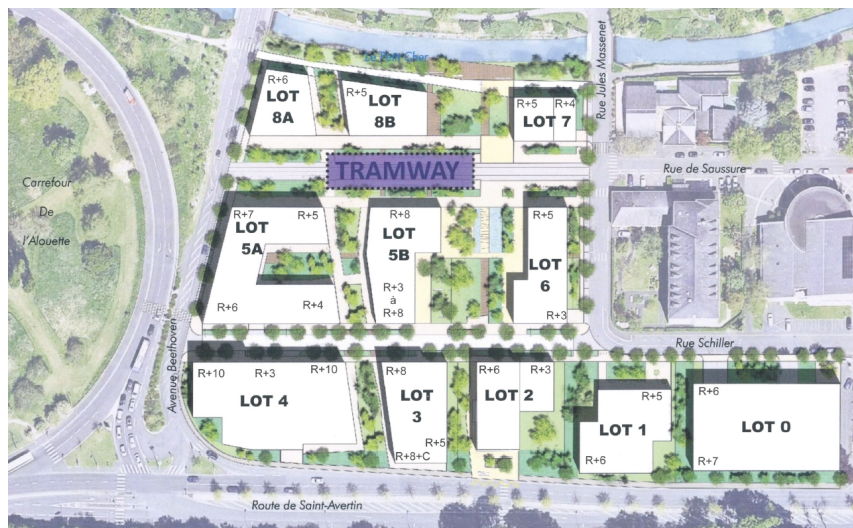 Le Petit Cher
Rue Jules Massenet
R+6
LOT
8A
R+5
LOT
8B
R+5
R+4
LOT 7
TRAMWAY
Rue de Saussure
Carrefour
De
l'Alouette
R+7
R+5
LOT
5A
R+6
R+4
R+8
LOT
5B
R+3
à
R+8
R+5
LOT
6
R+3
Rue Schiller
Avenue Beethoven
R+10
R+3
R+10
LOT 4
R+8
LOT
3
R+5
R+8+C
R+6
R+3
LOT 2
R+5
LOT 1
R+6
R+6
LOT 0
R+7
Route de Saint-Avertin